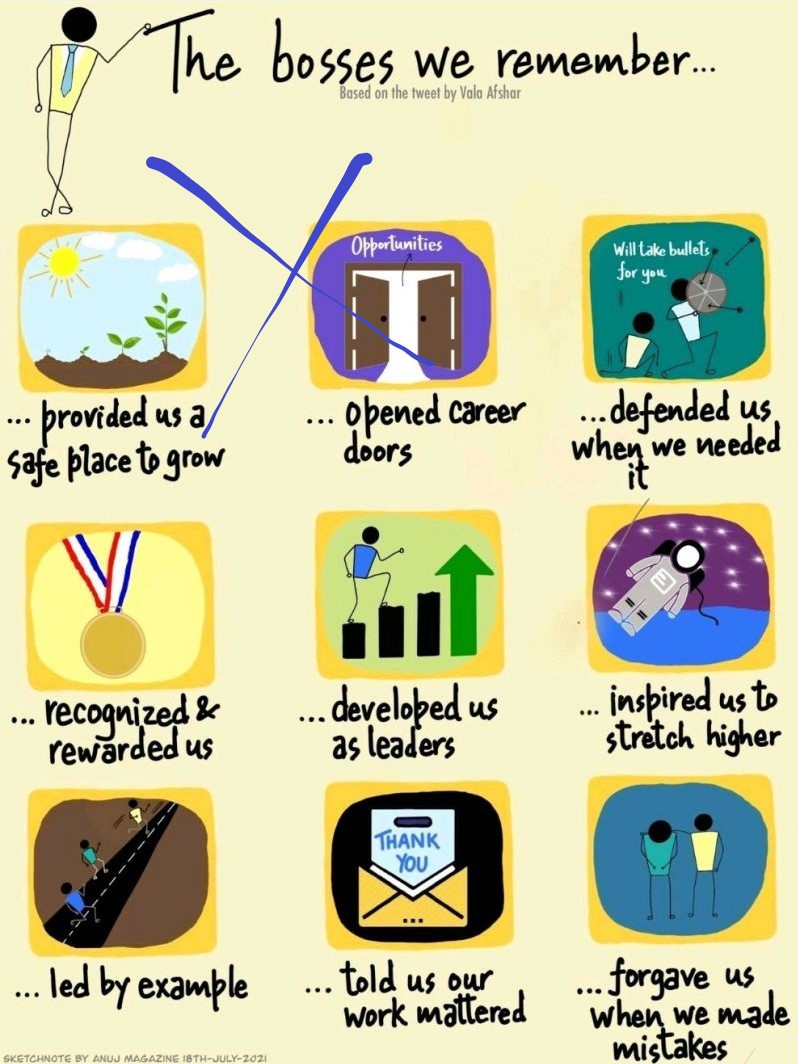 The bosses we remember...
Based on the tweet by Vala Afshar
Opportunities
Will take bullets
for you
... provided us a
safe place to grow
... opened career
doors
... defended us
when we needed
it
... recognized &
rewarded us
... developed us
as leaders
... inspired us to
stretch higher
THANK
YOU
... led by example
... told us our
work mattered
... forgave us
when we made
mistakes
SKETCHNOTE BY ANUJ MAGAZINE 18TH-JULY-2021